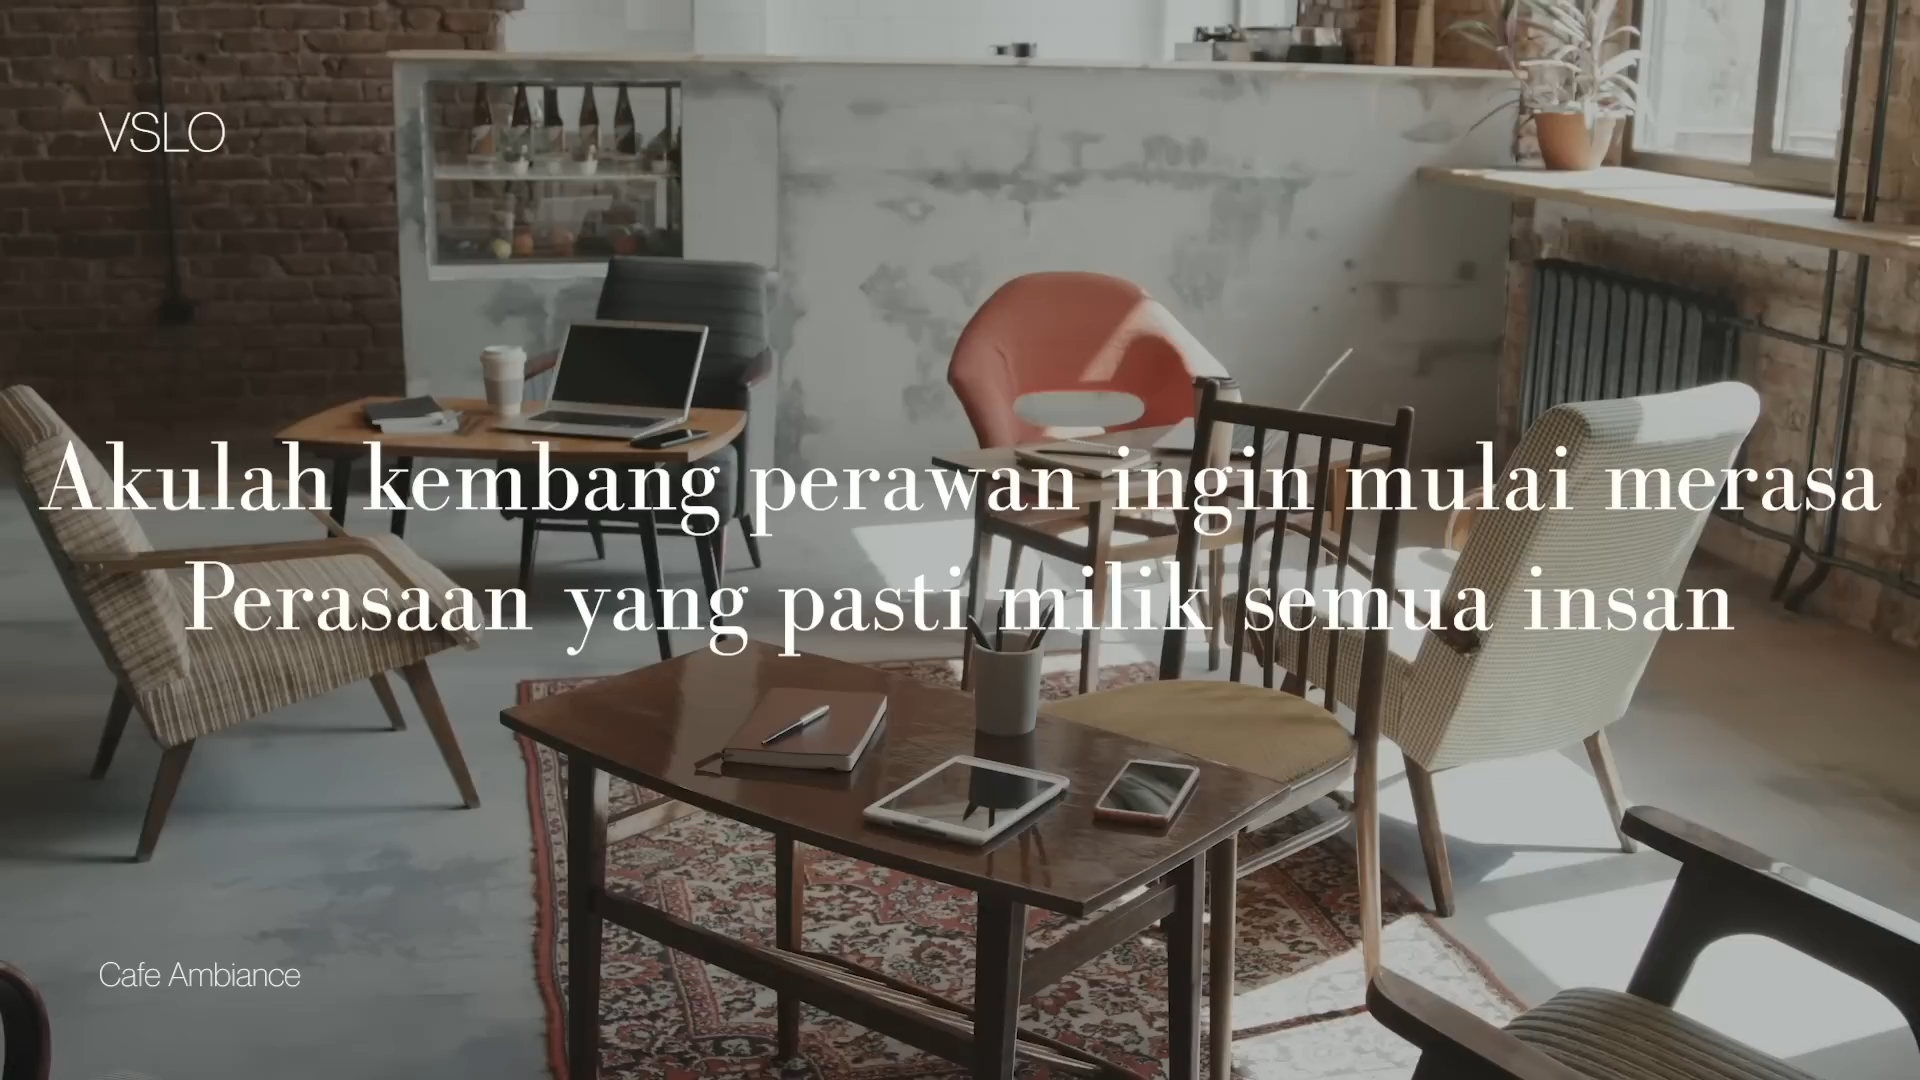 VSLO
Akulah kembang perawan ingin mulai merasa
Perasaan yang pasti milik semua insan
Cafe Ambiance